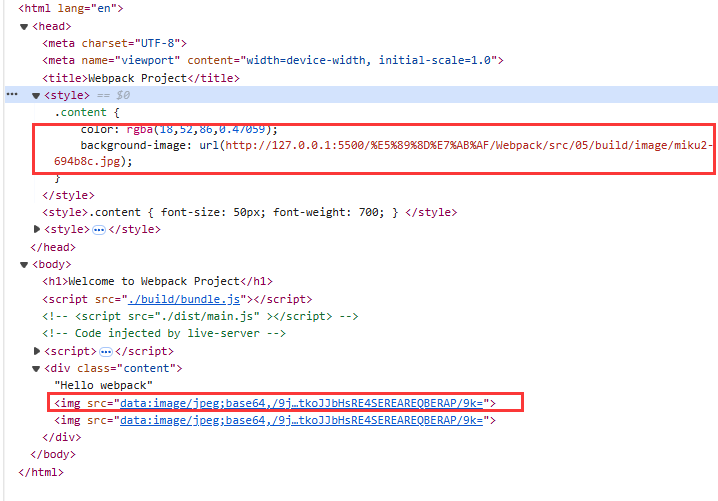 <html lang="en">
<head>
<meta charset="UTF-8">
<meta name="viewport" content="width=device-width, initial-scale=1.0">
<title>Webpack Project</title>
••• <style> == $0
.content {
color: rgba(18,52,86,0.47059);
background-image: url(http://127.0.0.1:5500/%E5%89%8D%E7%AB%AF/Webpack/src/05/build/image/miku2-
694b8c.jpg);
}
</style>
<style>.content { font-size: 50px; font-weight: 700; } </style>
<style>•••</style>
</head>
<body>
<h1>Welcome to Webpack Project</h1>
<script src="./build/bundle.js"></script>
<!-- <script src="./dist/main.js" ></script> -->
<!-- Code injected by live-server -->
<script>•••</script>
<div class="content">
"Hello webpack"
<img src="data:image/jpeg;base64,/9j…tkoJJbHsRE4SEREAREQBERAP/9k=">
<img src="data:image/jpeg;base64,/9j…tkoJJbHsRE4SEREAREQBERAP/9k=">
</div>
</body>
</html>